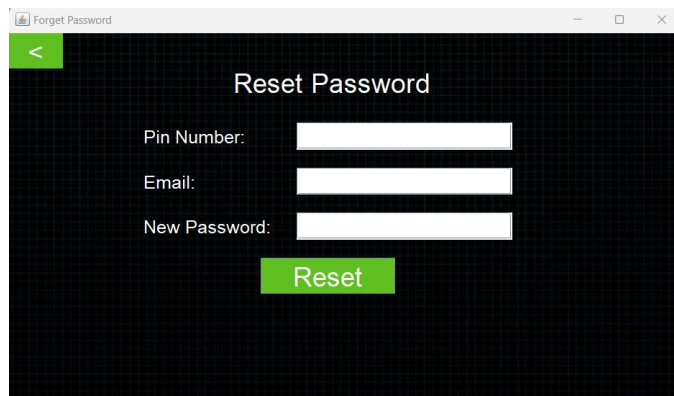 Forget Password
<
Reset Password
Pin Number:
Email:
New Password:
Reset